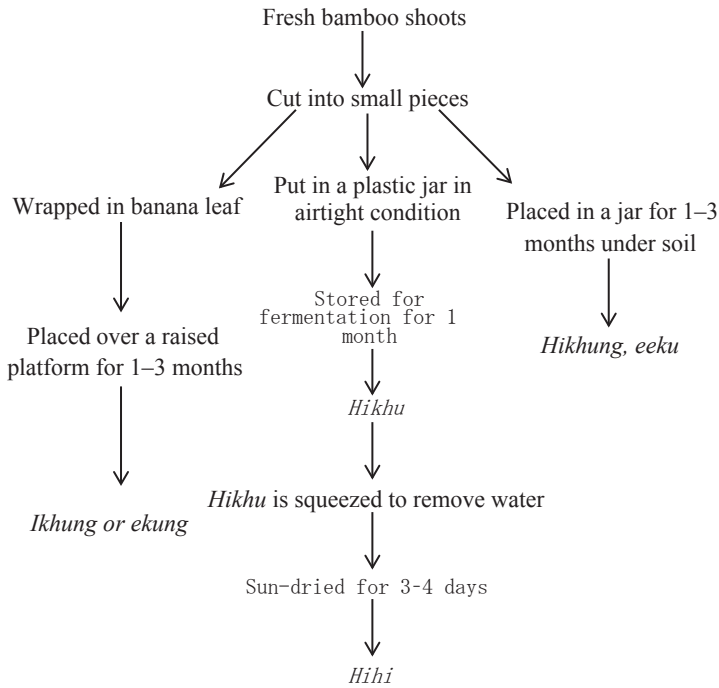 Fresh bamboo shoots
Cut into small pieces
Wrapped in banana leaf
Placed over a raised
platform for 1–3 months
Ikhung or ekung
Put in a plastic jar in
airtight condition
Stored for
fermentation for 1
month
Hikhu
Hikhu is squeezed to remove water
Sun-dried for 3-4 days
Hihi
Placed in a jar for 1–3
months under soil
Hikhung, eeku